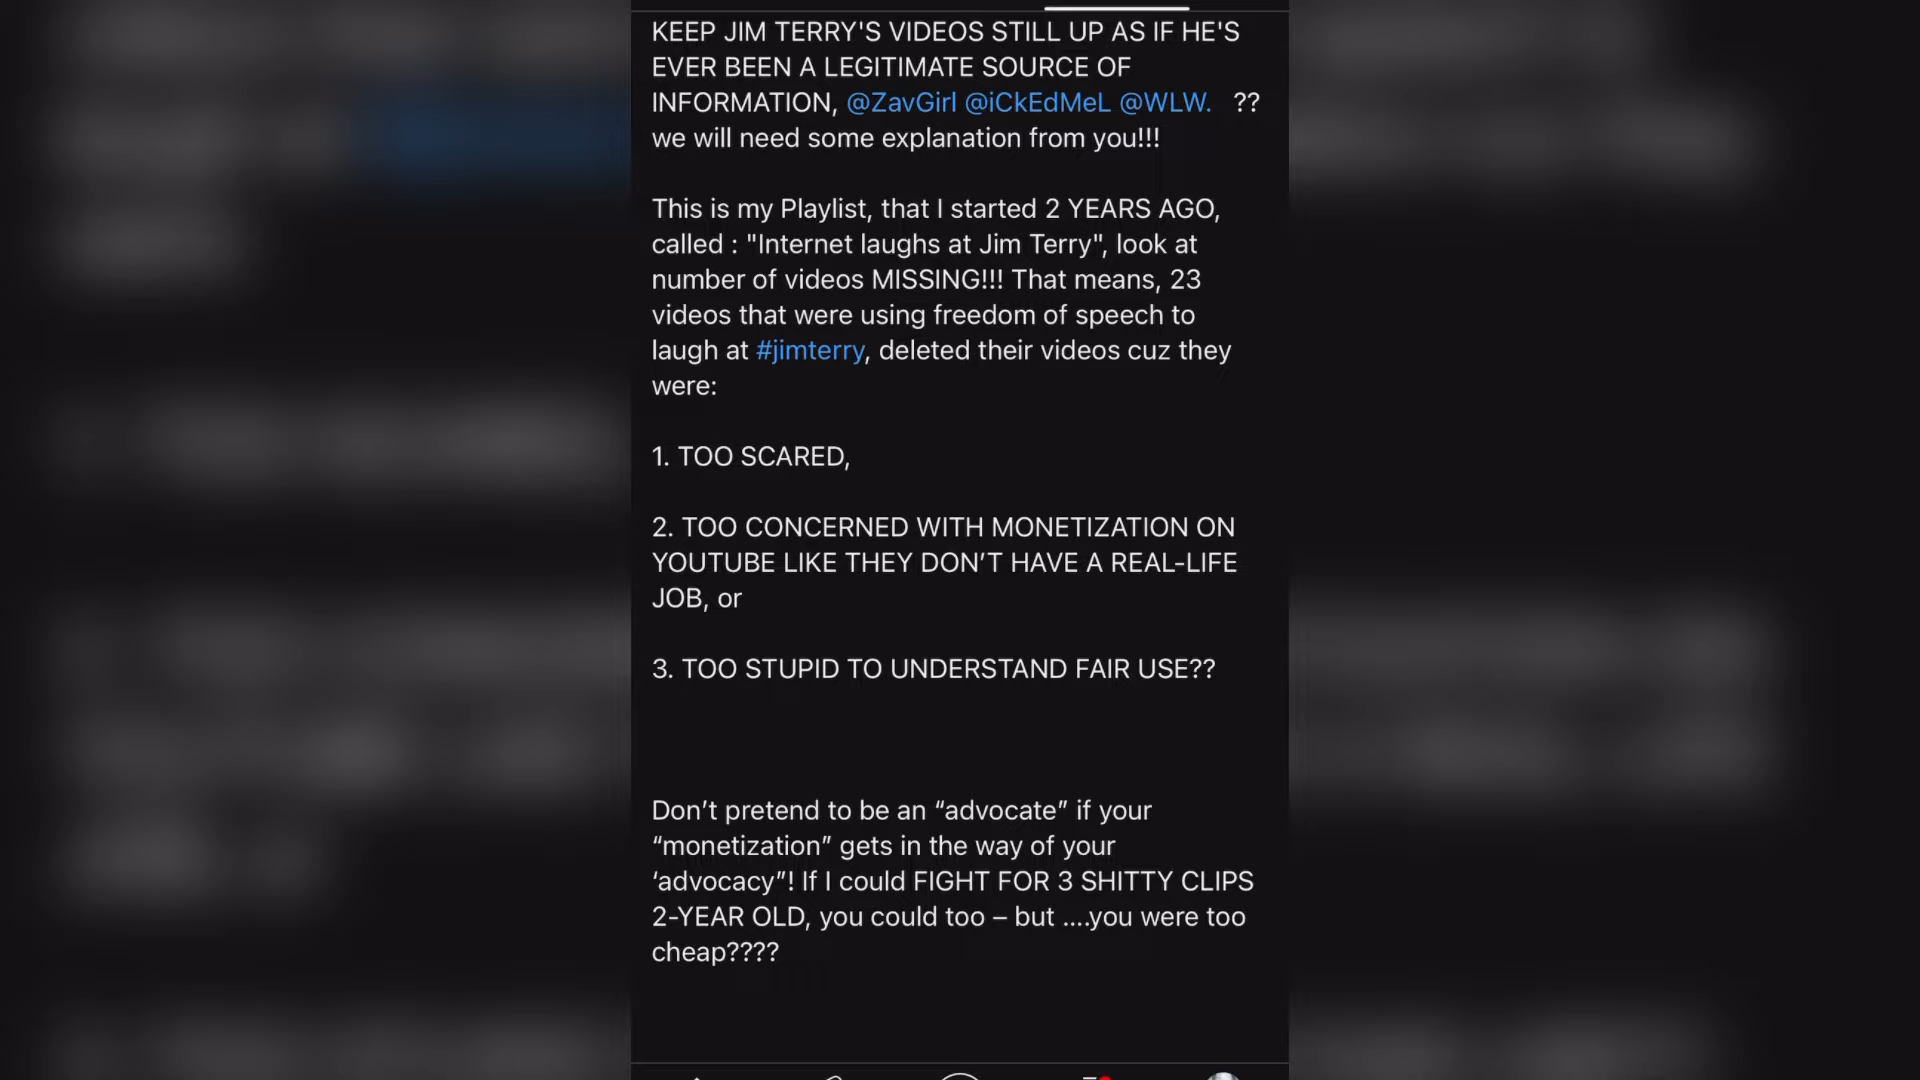 KEEP JIM TERRY'S VIDEOS STILL UP AS IF HE'S
EVER BEEN A LEGITIMATE SOURCE OF
INFORMATION, @ZavGirl @iCkEdMeL @WLW. ??
we will need some explanation from you!!!
This is my Playlist, that I started 2 YEARS AGO,
called : "Internet laughs at Jim Terry", look at
number of videos MISSING!!! That means, 23
videos that were using freedom of speech to
laugh at #jimterry, deleted their videos cuz they
were:
1. TOO SCARED,
2. TOO CONCERNED WITH MONETIZATION ON
YOUTUBE LIKE THEY DON’T HAVE A REAL-LIFE
JOB, or
3. TOO STUPID TO UNDERSTAND FAIR USE??
Don’t pretend to be an “advocate” if your
“monetization” gets in the way of your
‘advocacy”! If I could FIGHT FOR 3 SHITTY CLIPS
2-YEAR OLD, you could too – but ....you were too
cheap????